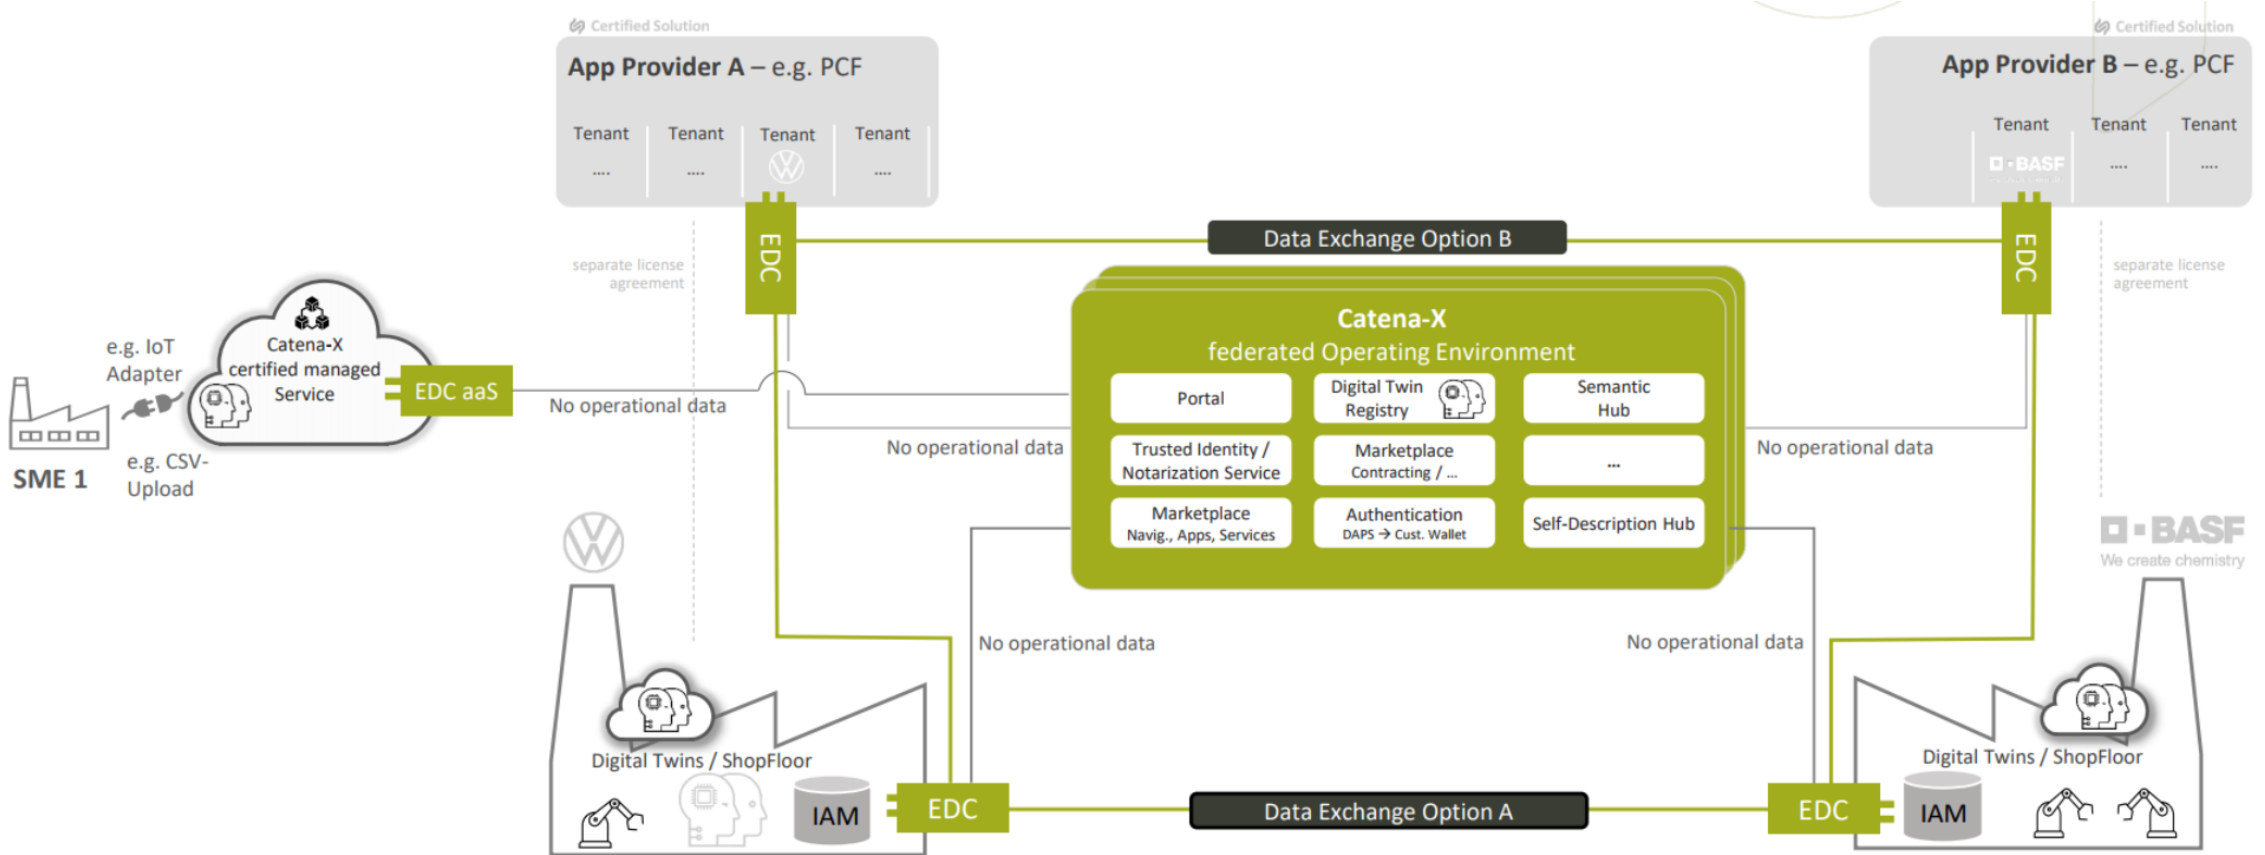 Certified Solution
App Provider A – e.g. PCF
Tenant
Tenant
Tenant
Tenant
....
....
....
EDC
separate license
agreement
Certified Solution
App Provider B – e.g. PCF
Tenant
Tenant
Tenant
BASF
....
....
EDC
separate license
agreement
Data Exchange Option B
Catena-X
federated Operating Environment
Portal
Digital Twin
Registry
Semantic
Hub
Trusted Identity /
Notarization Service
Marketplace
Contracting / ...
...
Marketplace
Navig., Apps, Services
Authentication
DAPS → Cust. Wallet
Self-Description Hub
e.g. IoT
Adapter
Catena-X
certified managed
Service
EDC aaS
No operational data
SME 1
e.g. CSV-
Upload
No operational data
No operational data
No operational data
No operational data
BASF
We create chemistry
Digital Twins / ShopFloor
IAM
EDC
Data Exchange Option A
EDC
Digital Twins / ShopFloor
IAM